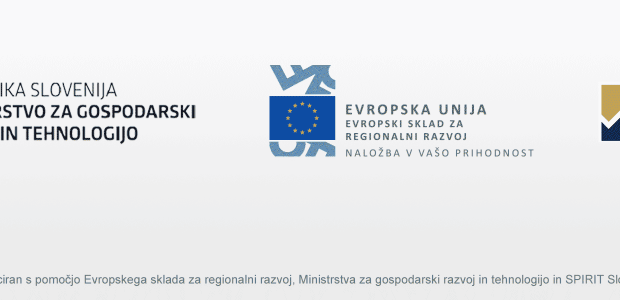 IKA SLOVENIJA
RSTVO ZA GOSPODARSKI
IN TEHNOLOGIJO
EVROPSKA UNIJA
EVROPSKI SKLAD ZA
REGIONALNI RAZVOJ
NALOŽBA V VAŠO PRIHODNOST
ciran s pomočjo Evropskega sklada za regionalni razvoj, Ministrstva za gospodarski razvoj in tehnologijo in SPIRIT Slo